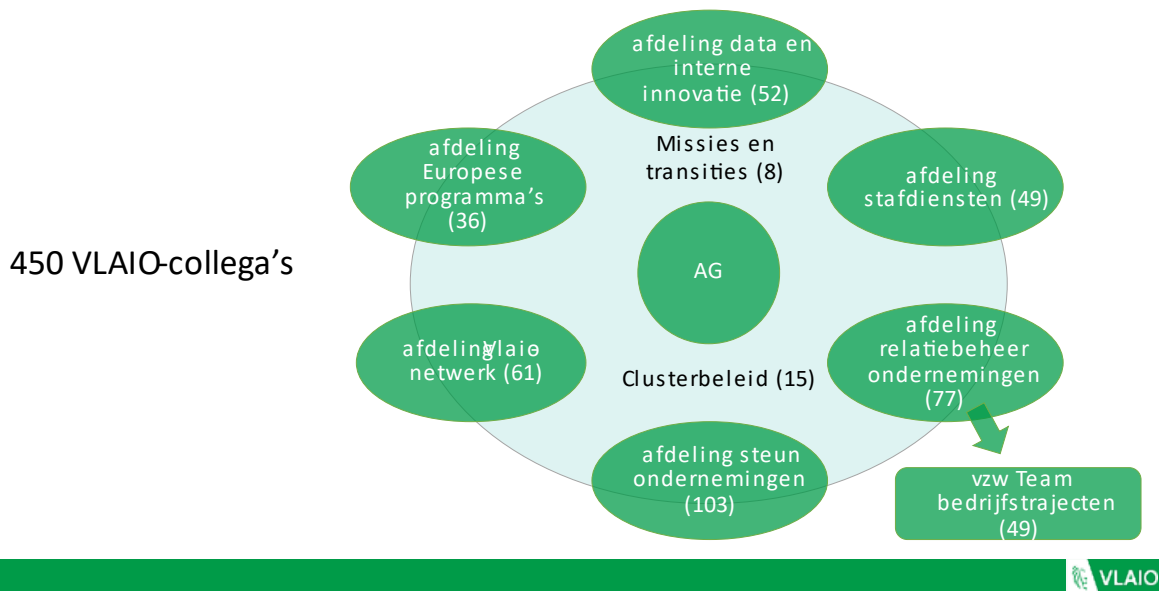 afdeling data en
interne
innovatie (52)
Missies en
transities (8)
afdeling
Europese
programma's
(36)
afdeling
stafdiensten (49)
450 VLAIO-collega's
AG
afdeling Vlaio-
netwerk (61)
afdeling
relatiebeheer
ondernemingen
(77)
Clusterbeleid (15)
afdeling steun
ondernemingen
(103)
vzw Team
bedrijfstrajecten
(49)
VLAIO